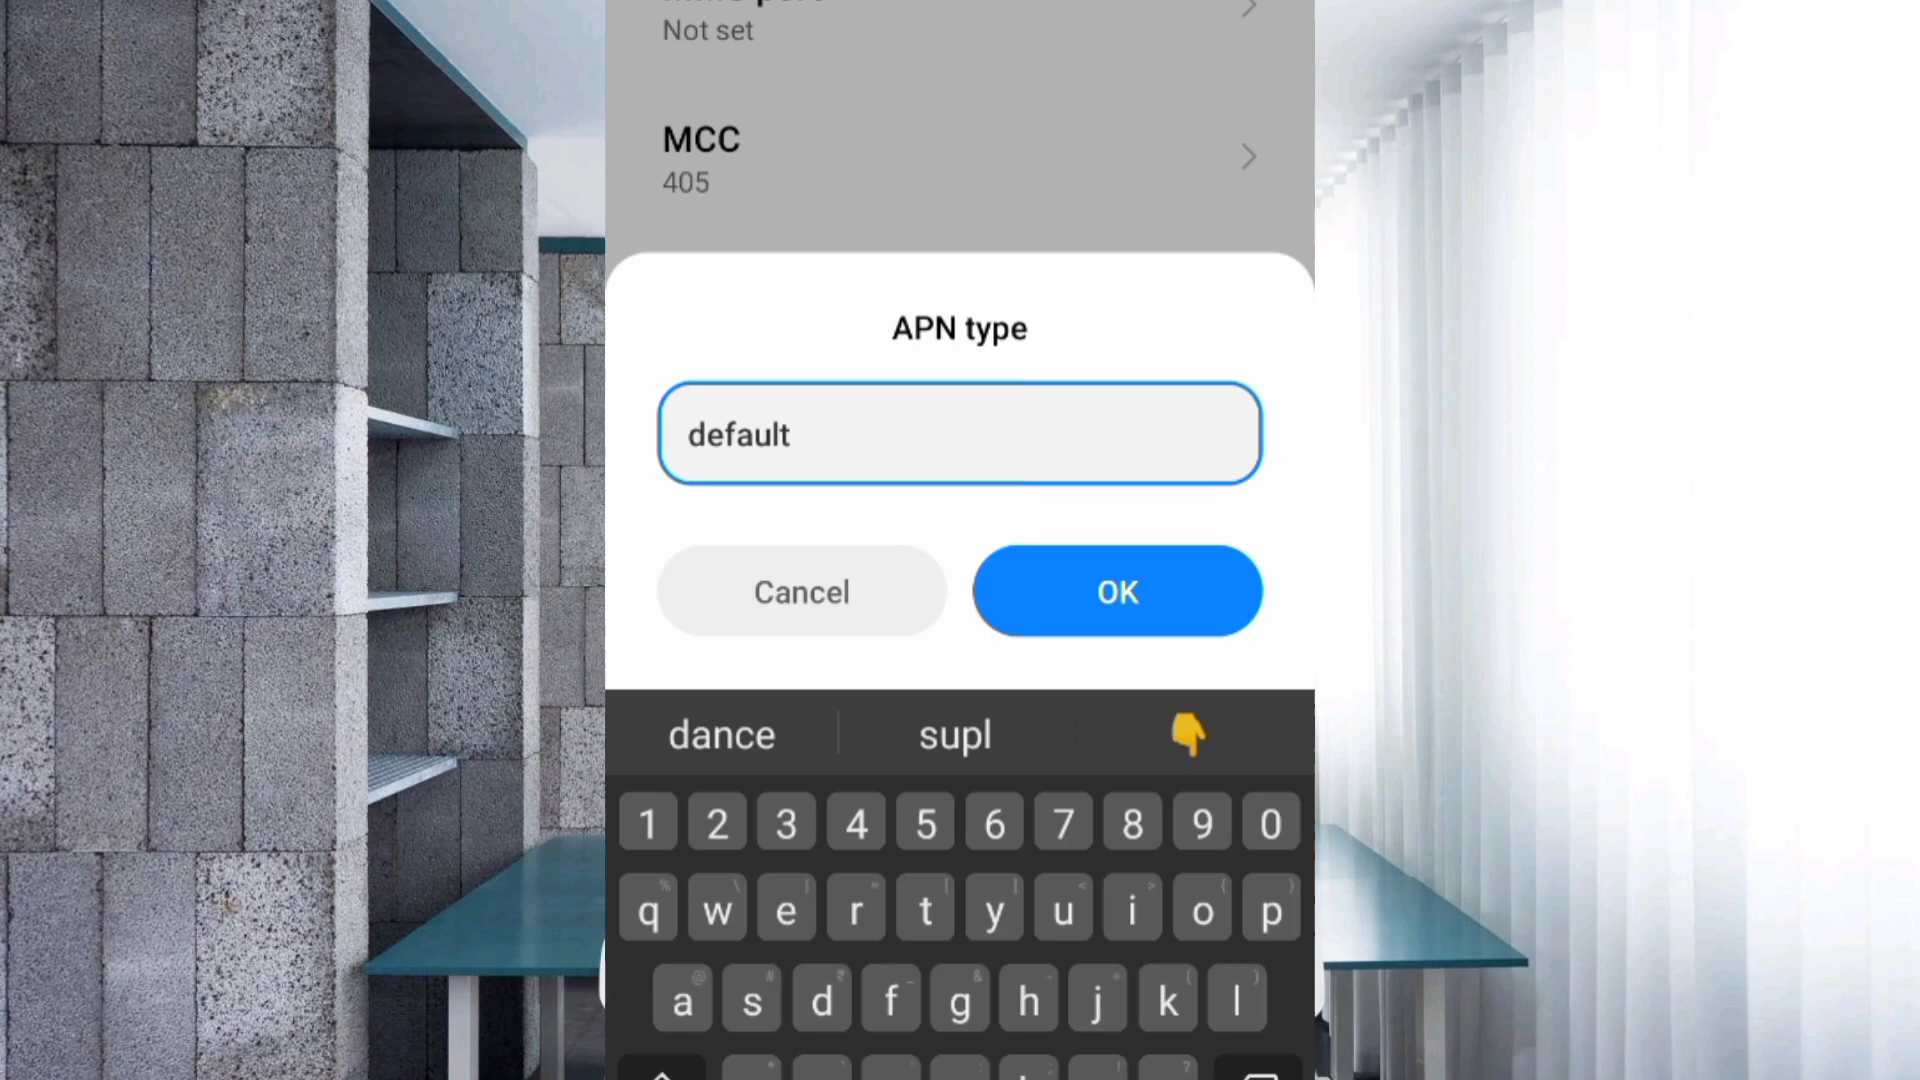 Not set
MCC
405
APN type
default
Cancel OK
dance supl 👇
1 2 3 4 5 6 7 8 9 0
q w e r t y u i o p
a s d f g h j k l